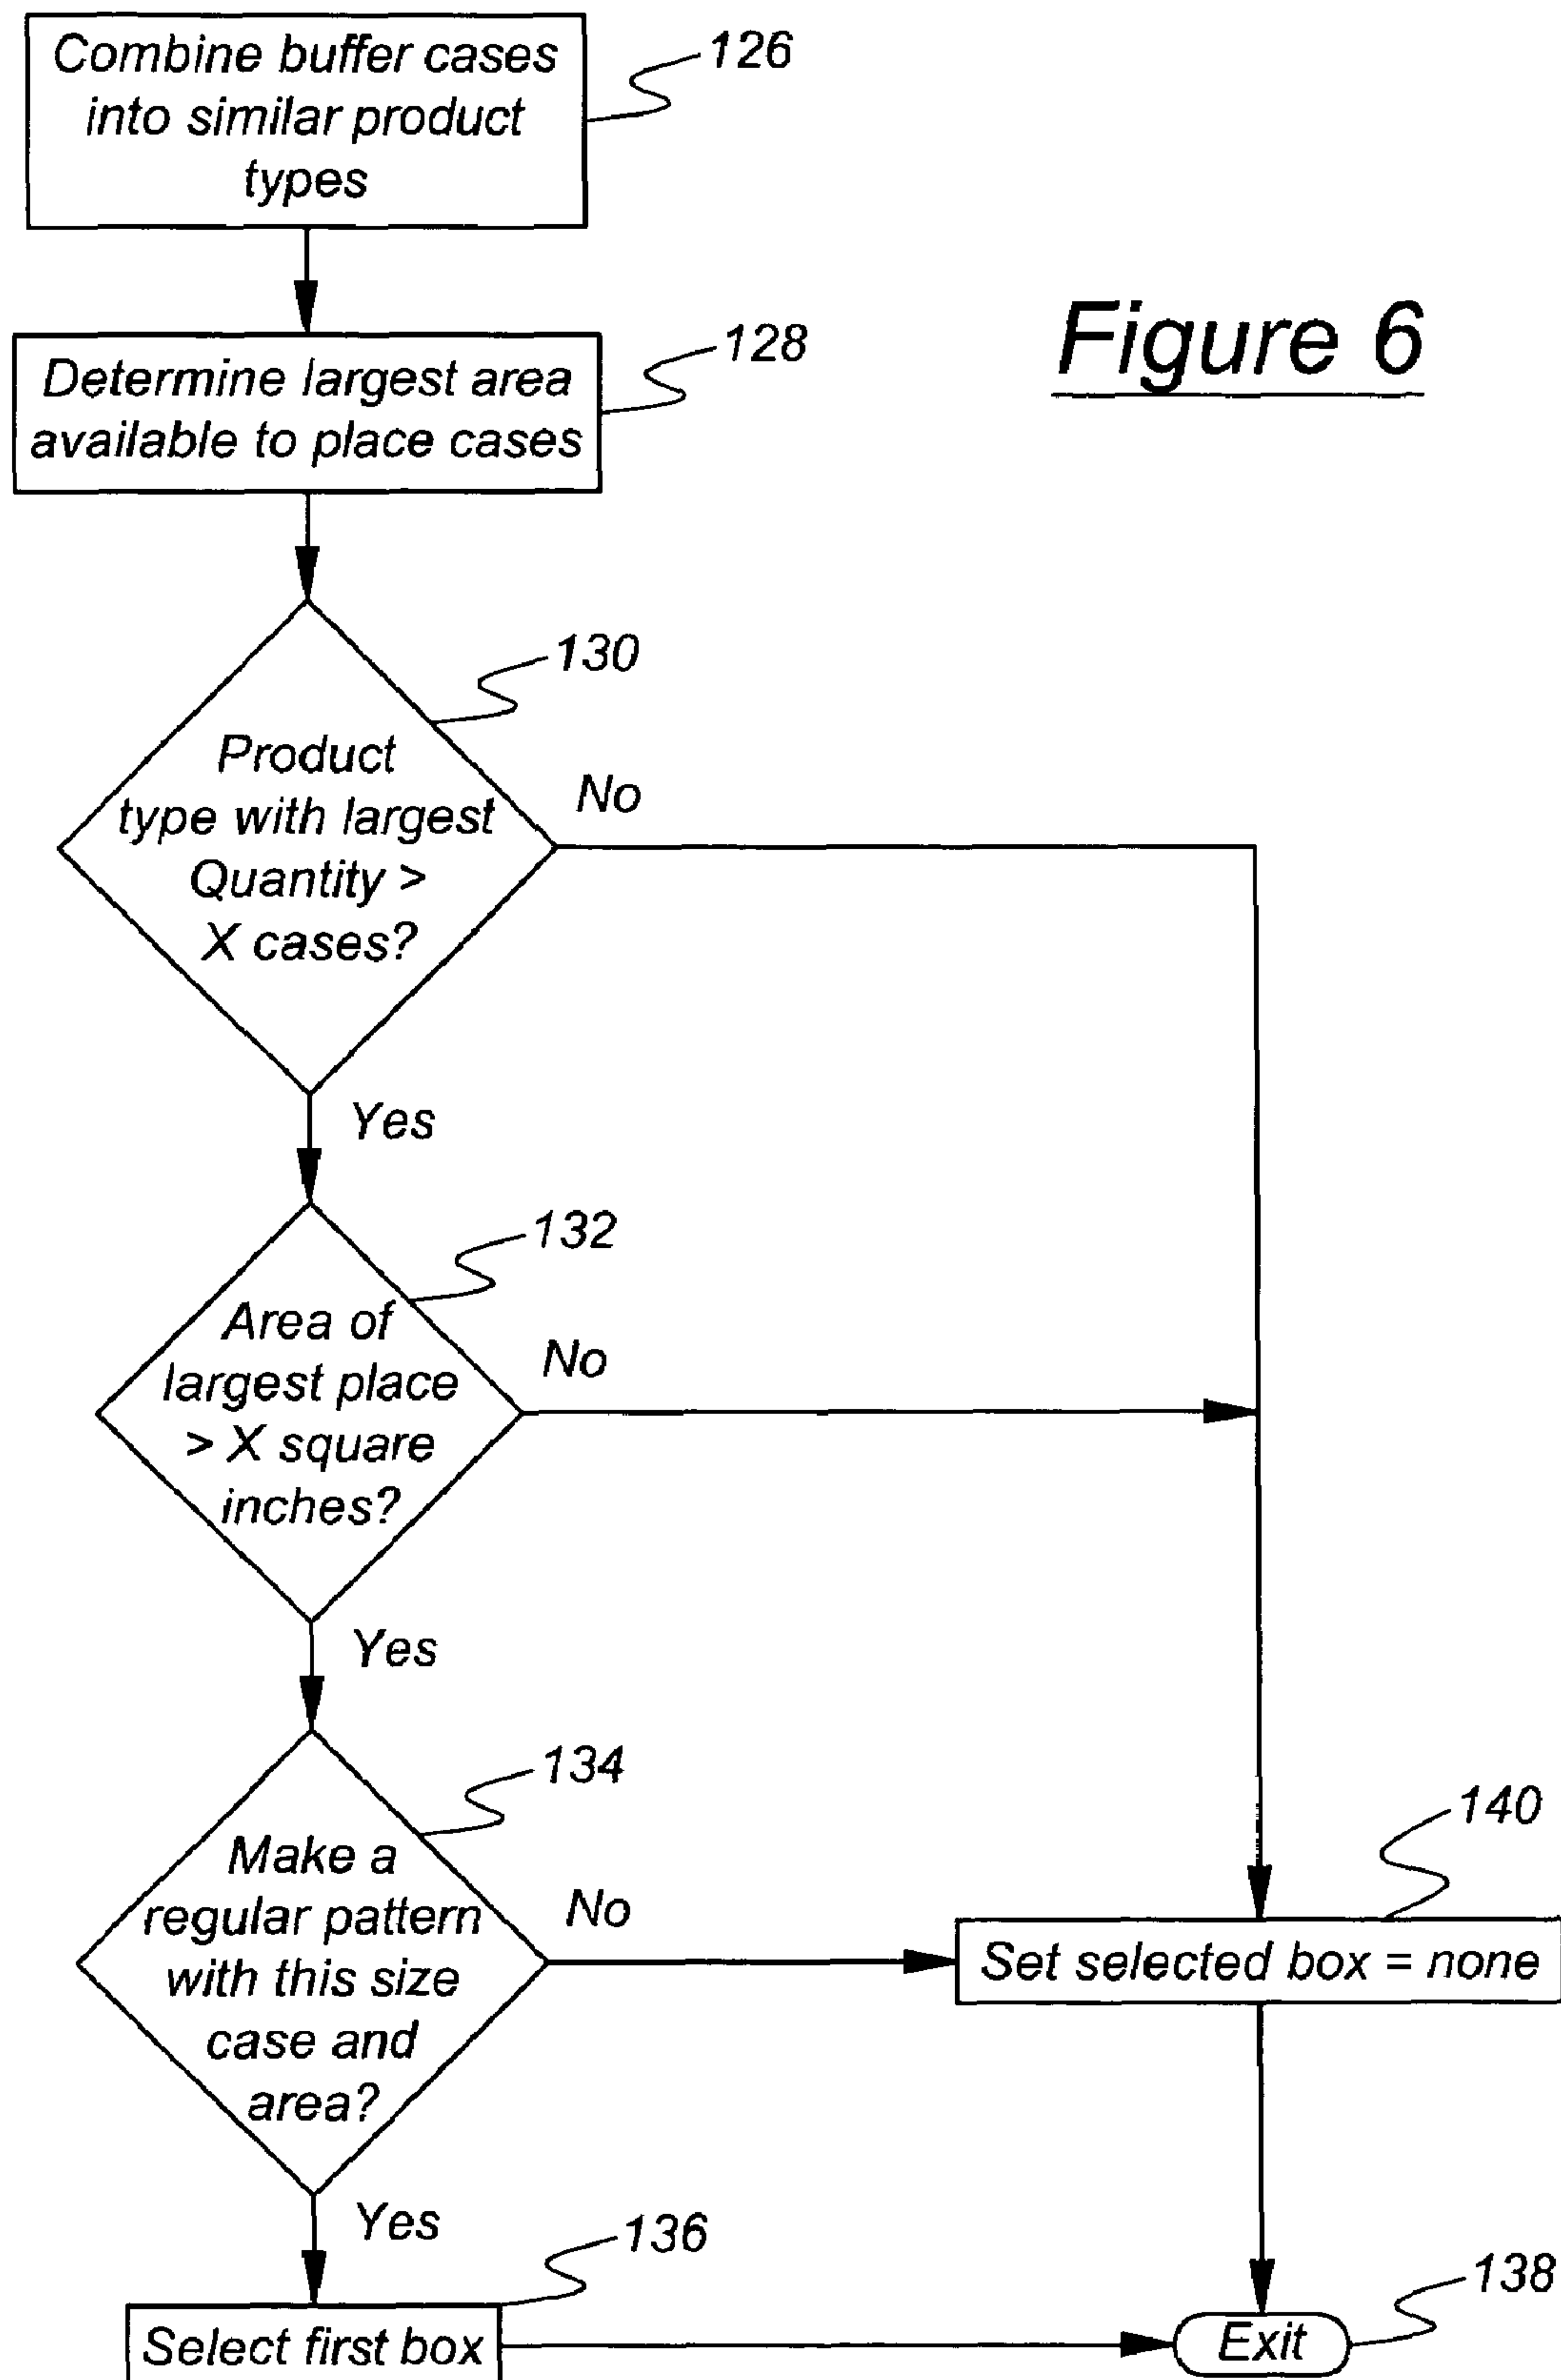 Combine buffer cases
into similar product
types
126
Determine largest area
available to place cases
128
Figure 6
130
Product
type with largest
Quantity >
X cases?
No
Yes
132
Area of
largest place
> X square
inches?
No
Yes
134
Make a
regular pattern
with this size
case and
area?
No
140
Set selected box = none
Yes
136
Select first box
138
Exit